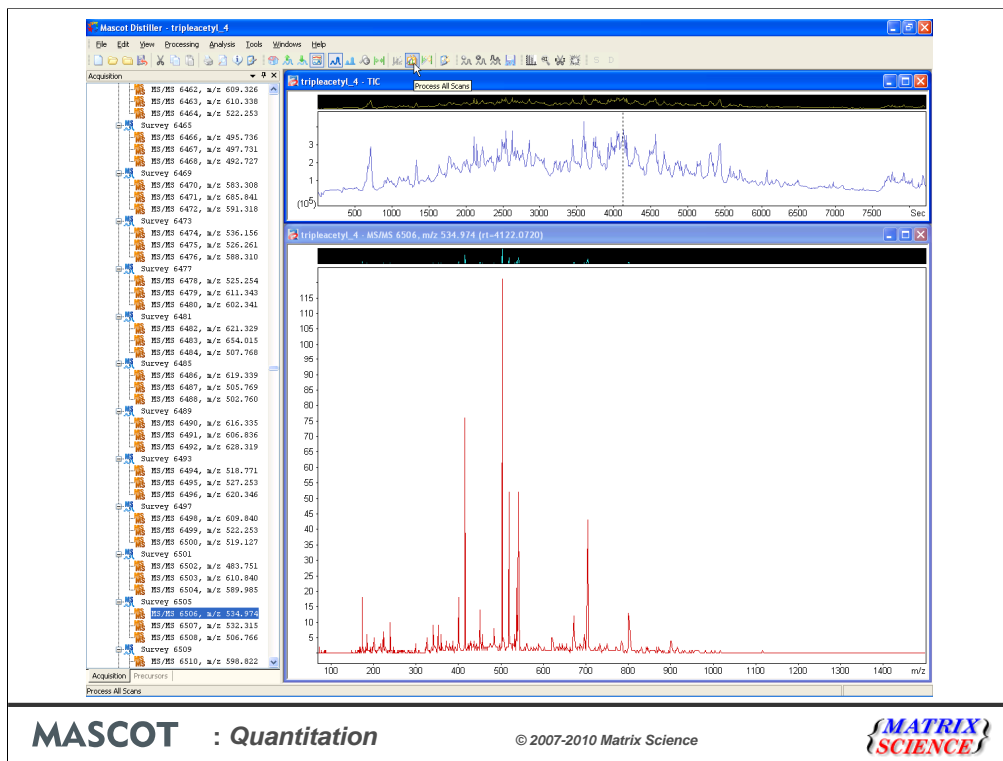 Mascot Distiller - tripleacetyl_4
File Edit View Processing Analysis Tools Windows Help
Acquisition
MS/MS 6462, m/z 609.326
MS/MS 6463, m/z 610.338
MS/MS 6464, m/z 522.253
Survey 6465
MS/MS 6466, m/z 495.736
MS/MS 6467, m/z 497.731
MS/MS 6468, m/z 492.727
Survey 6469
MS/MS 6470, m/z 583.308
MS/MS 6471, m/z 685.841
MS/MS 6472, m/z 591.318
Survey 6473
MS/MS 6474, m/z 536.156
MS/MS 6475, m/z 526.261
MS/MS 6476, m/z 588.310
Survey 6477
MS/MS 6478, m/z 525.254
MS/MS 6479, m/z 611.343
MS/MS 6480, m/z 602.341
Survey 6481
MS/MS 6482, m/z 621.329
MS/MS 6483, m/z 654.015
MS/MS 6484, m/z 507.768
Survey 6485
MS/MS 6486, m/z 619.339
MS/MS 6487, m/z 505.769
MS/MS 6488, m/z 502.760
Survey 6489
MS/MS 6490, m/z 616.335
MS/MS 6491, m/z 606.836
MS/MS 6492, m/z 628.319
Survey 6493
MS/MS 6494, m/z 518.771
MS/MS 6495, m/z 527.253
MS/MS 6496, m/z 620.346
Survey 6497
MS/MS 6498, m/z 609.840
MS/MS 6499, m/z 522.253
MS/MS 6500, m/z 519.127
Survey 6501
MS/MS 6502, m/z 483.751
MS/MS 6503, m/z 610.840
MS/MS 6504, m/z 589.985
Survey 6505
MS/MS 6506, m/z 534.974
MS/MS 6507, m/z 532.315
MS/MS 6508, m/z 506.766
Survey 6509
MS/MS 6510, m/z 598.822
Acquisition Precursors
Process All Scans
tripleacetyl_4 - TIC
Process All Scans
3
2
1
(10⁵)
500 1000 1500 2000 2500 3000 3500 4000 4500 5000 5500 6000 6500 7000 7500 Sec
tripleacetyl_4 - MS/MS 6506, m/z 534.974 (rt=4122.0720)
115
110
105
100
95
90
85
80
75
70
65
60
55
50
45
40
35
30
25
20
15
10
5
100 200 300 400 500 600 700 800 900 1000 1100 1200 1300 1400 m/z
MASCOT : Quantitation © 2007-2010 Matrix Science
MATRIX
SCIENCE